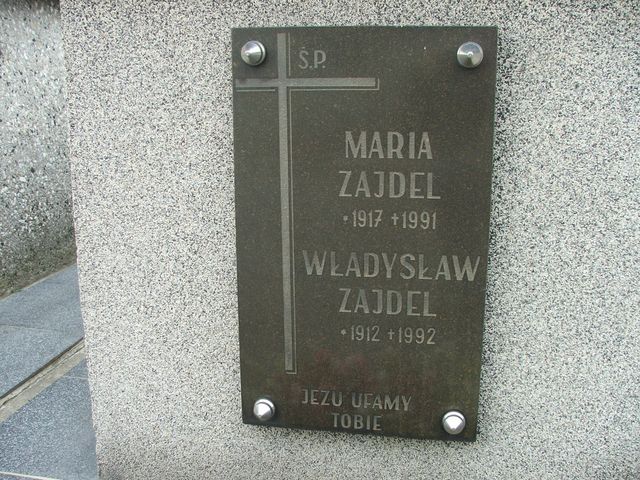 Ś.P.
MARIA
ZAJDEL
* 1917 + 1991
WŁADYSŁAW
ZAJDEL
* 1912 + 1992
JEZU UFAMY
TOBIE